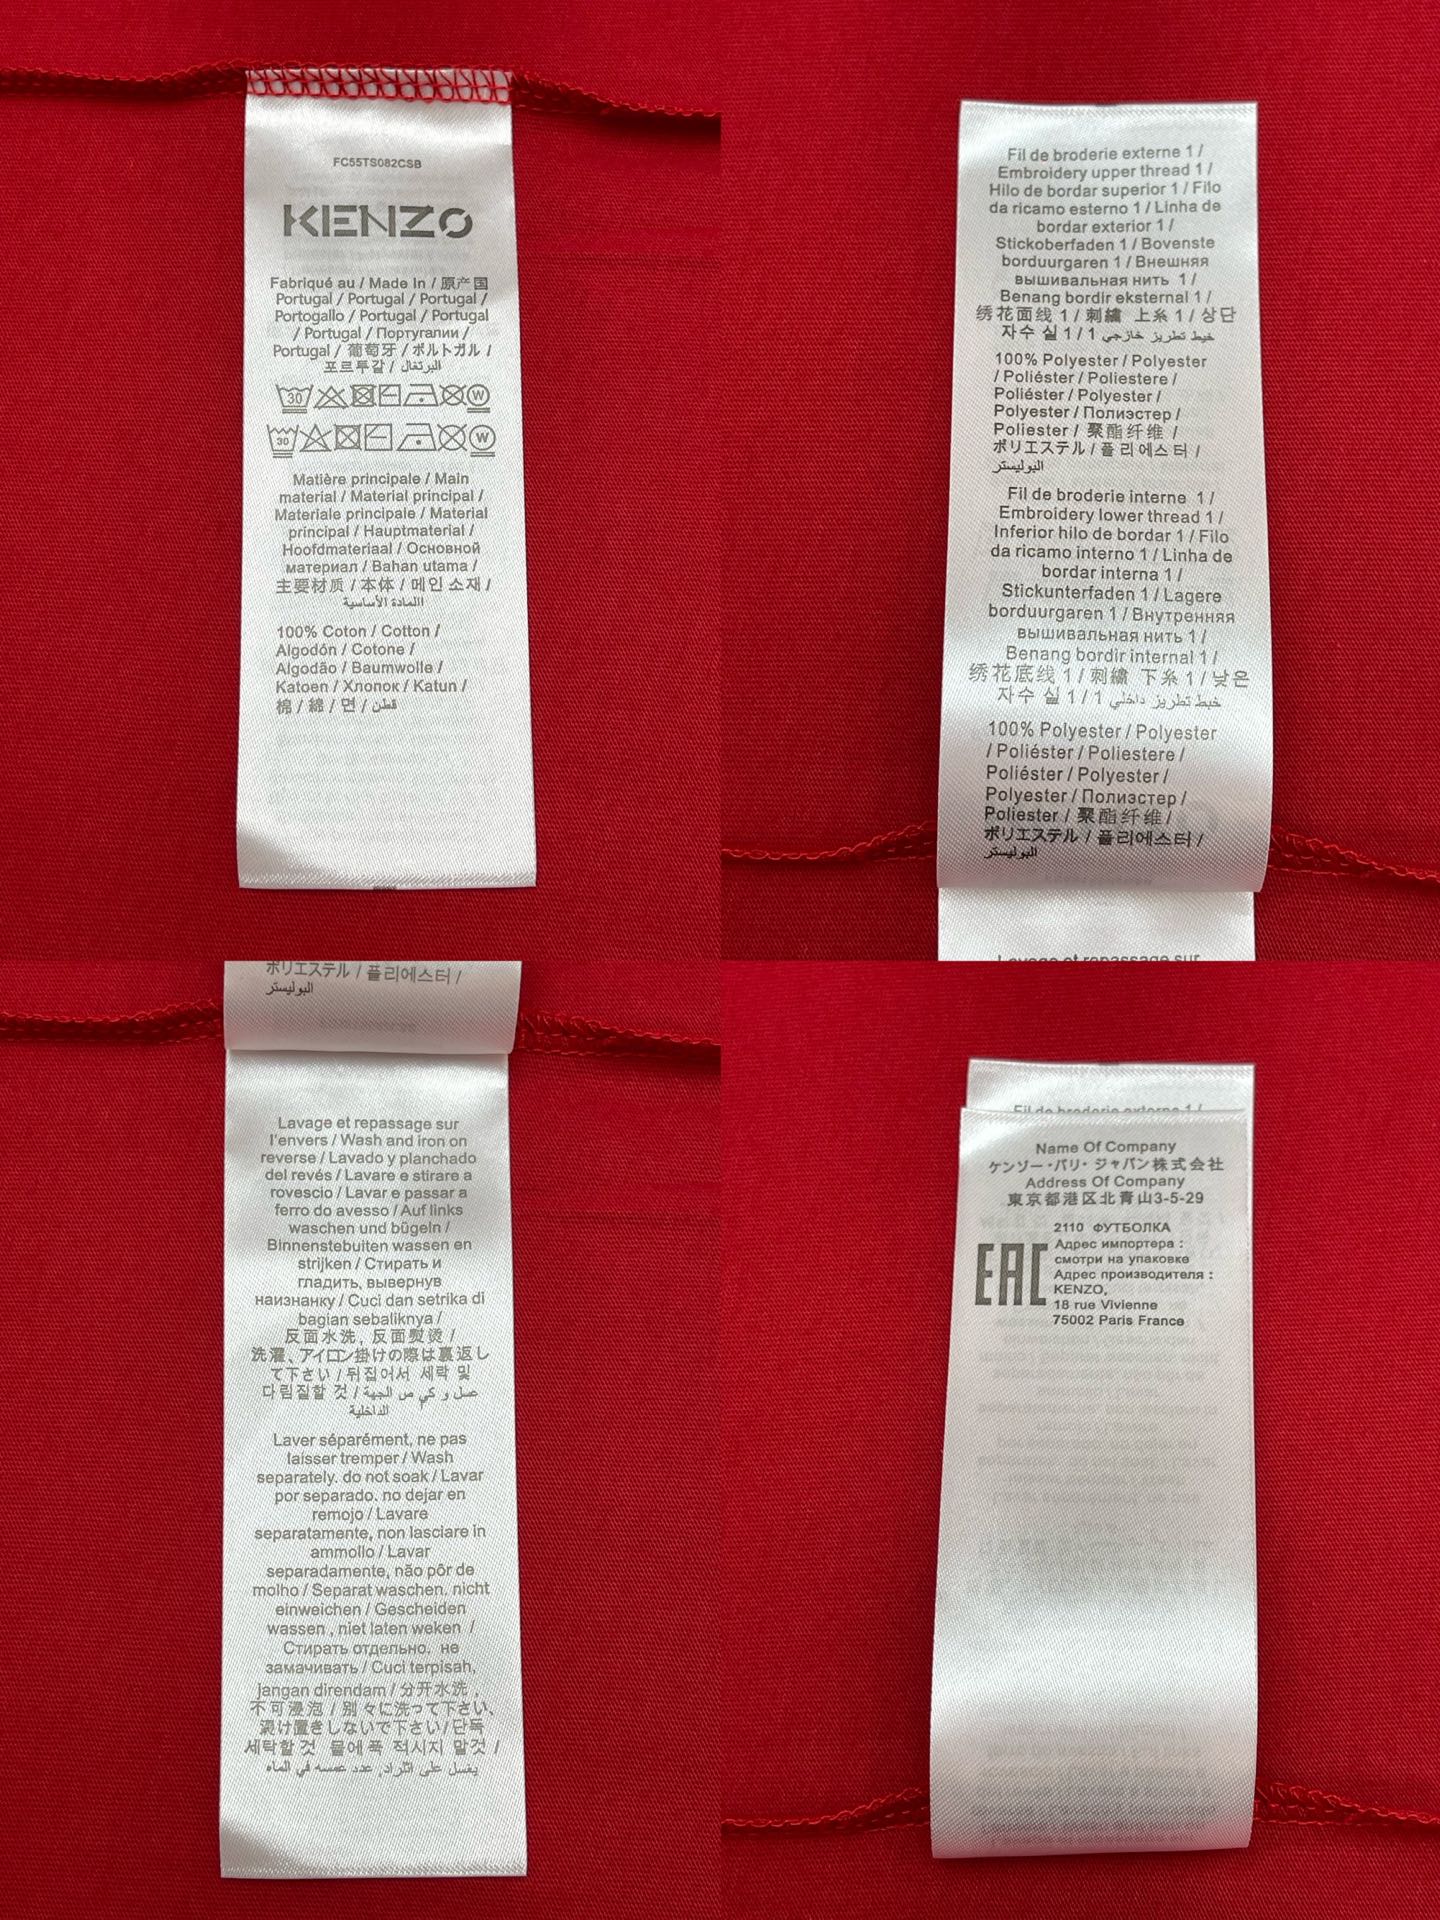 FC55TS082CSB
KENZO
Fabriqué au / Made In / 原产国
Portugal / Portugal / Portugal /
Portogallo / Portugal / Portugal
/ Portugal / Португалии /
Portugal / 葡萄牙 / ポルトガル /
포르투갈 / البرتغال
30 W
30 W
Matière principale / Main
material / Material principal /
Materiale principale / Material
principal / Hauptmaterial /
Hoofdmateriaal / Основной
материал / Bahan utama /
主要材质 / 本体 / 메인 소재 /
االمادة الأساسية
100% Coton / Cotton /
Algodón / Cotone /
Algodão / Baumwolle /
Katoen / Хлопок / Katun /
棉 / 綿 / 면 / قطن
Fil de broderie externe 1 /
Embroidery upper thread 1 /
Hilo de bordar superior 1 / Filo
da ricamo esterno 1 / Linha de
bordar exterior 1 /
Stickoberfaden 1 / Bovenste
borduurgaren 1 / Внешняя
вышивальная нить 1 /
Benang bordir eksternal 1 /
绣花面线 1 / 刺繍 上糸 1 / 상단
자수 실 1 / 1 خيط تطريز خارجي
100% Polyester / Polyester
/ Poliéster / Poliestere /
Poliéster / Polyester /
Polyester / Полиэстер /
Poliester / 聚酯纤维 /
ポリエステル / 폴리에스터 /
البوليستر
Fil de broderie interne 1 /
Embroidery lower thread 1 /
Inferior hilo de bordar 1 / Filo
da ricamo interno 1 / Linha de
bordar interna 1 /
Stickunterfaden 1 / Lagere
borduurgaren 1 / Внутренняя
вышивальная нить 1 /
Benang bordir internal 1 /
绣花底线 1 / 刺繍 下糸 1 / 낮은
자수 실 1 / 1 خيط تطريز داخلي
100% Polyester / Polyester
/ Poliéster / Poliestere /
Poliéster / Polyester /
Polyester / Полиэстер /
Poliester / 聚酯纤维 /
ポリエステル / 폴리에스터 /
البوليستر
Lavage et repassage sur
ポリエステル / 폴리에스터 /
البوليستر
Lavage et repassage sur
l'envers / Wash and iron on
reverse / Lavado y planchado
del revés / Lavare e stirare a
rovescio / Lavar e passar a
ferro do avesso / Auf links
waschen und bügeln /
Binnenstebuiten wassen en
strijken / Стирать и
гладить, вывернув
наизнанку / Cuci dan setrika di
bagian sebaliknya /
反面水洗, 反面熨烫 /
洗濯、アイロン掛けの際は裏返し
て下さい / 뒤집어서 세탁 및
다림질할 것 / عسل و كي ص الجية
الداخلية
Laver séparément, ne pas
laisser tremper / Wash
separately. do not soak / Lavar
por separado. no dejar en
remojo / Lavare
separatamente, non lasciare in
ammollo / Lavar
separadamente, não pôr de
molho / Separat waschen. nicht
einweichen / Gescheiden
wassen , niet laten weken /
Стирать отдельно. не
замачивать / Cuci terpisah,
jangan direndam / 分开水洗 ,
不可浸泡 / 別々に洗って下さい、
漬け置きしないで下さい / 단독
세탁할것 물에푹 적시지 말것 /
يغسل على عدد غمسه في الماء
Fil de broderie externe 1 /
Name Of Company
ケンゾー・パリ・ジャパン株式会社
Address Of Company
東京都港区北青山3-5-29
EAC
2110 ФУТБОЛКА
Адрес импортера :
смотри на упаковке
Адрес производителя :
KENZO,
18 rue Vivienne
75002 Paris France